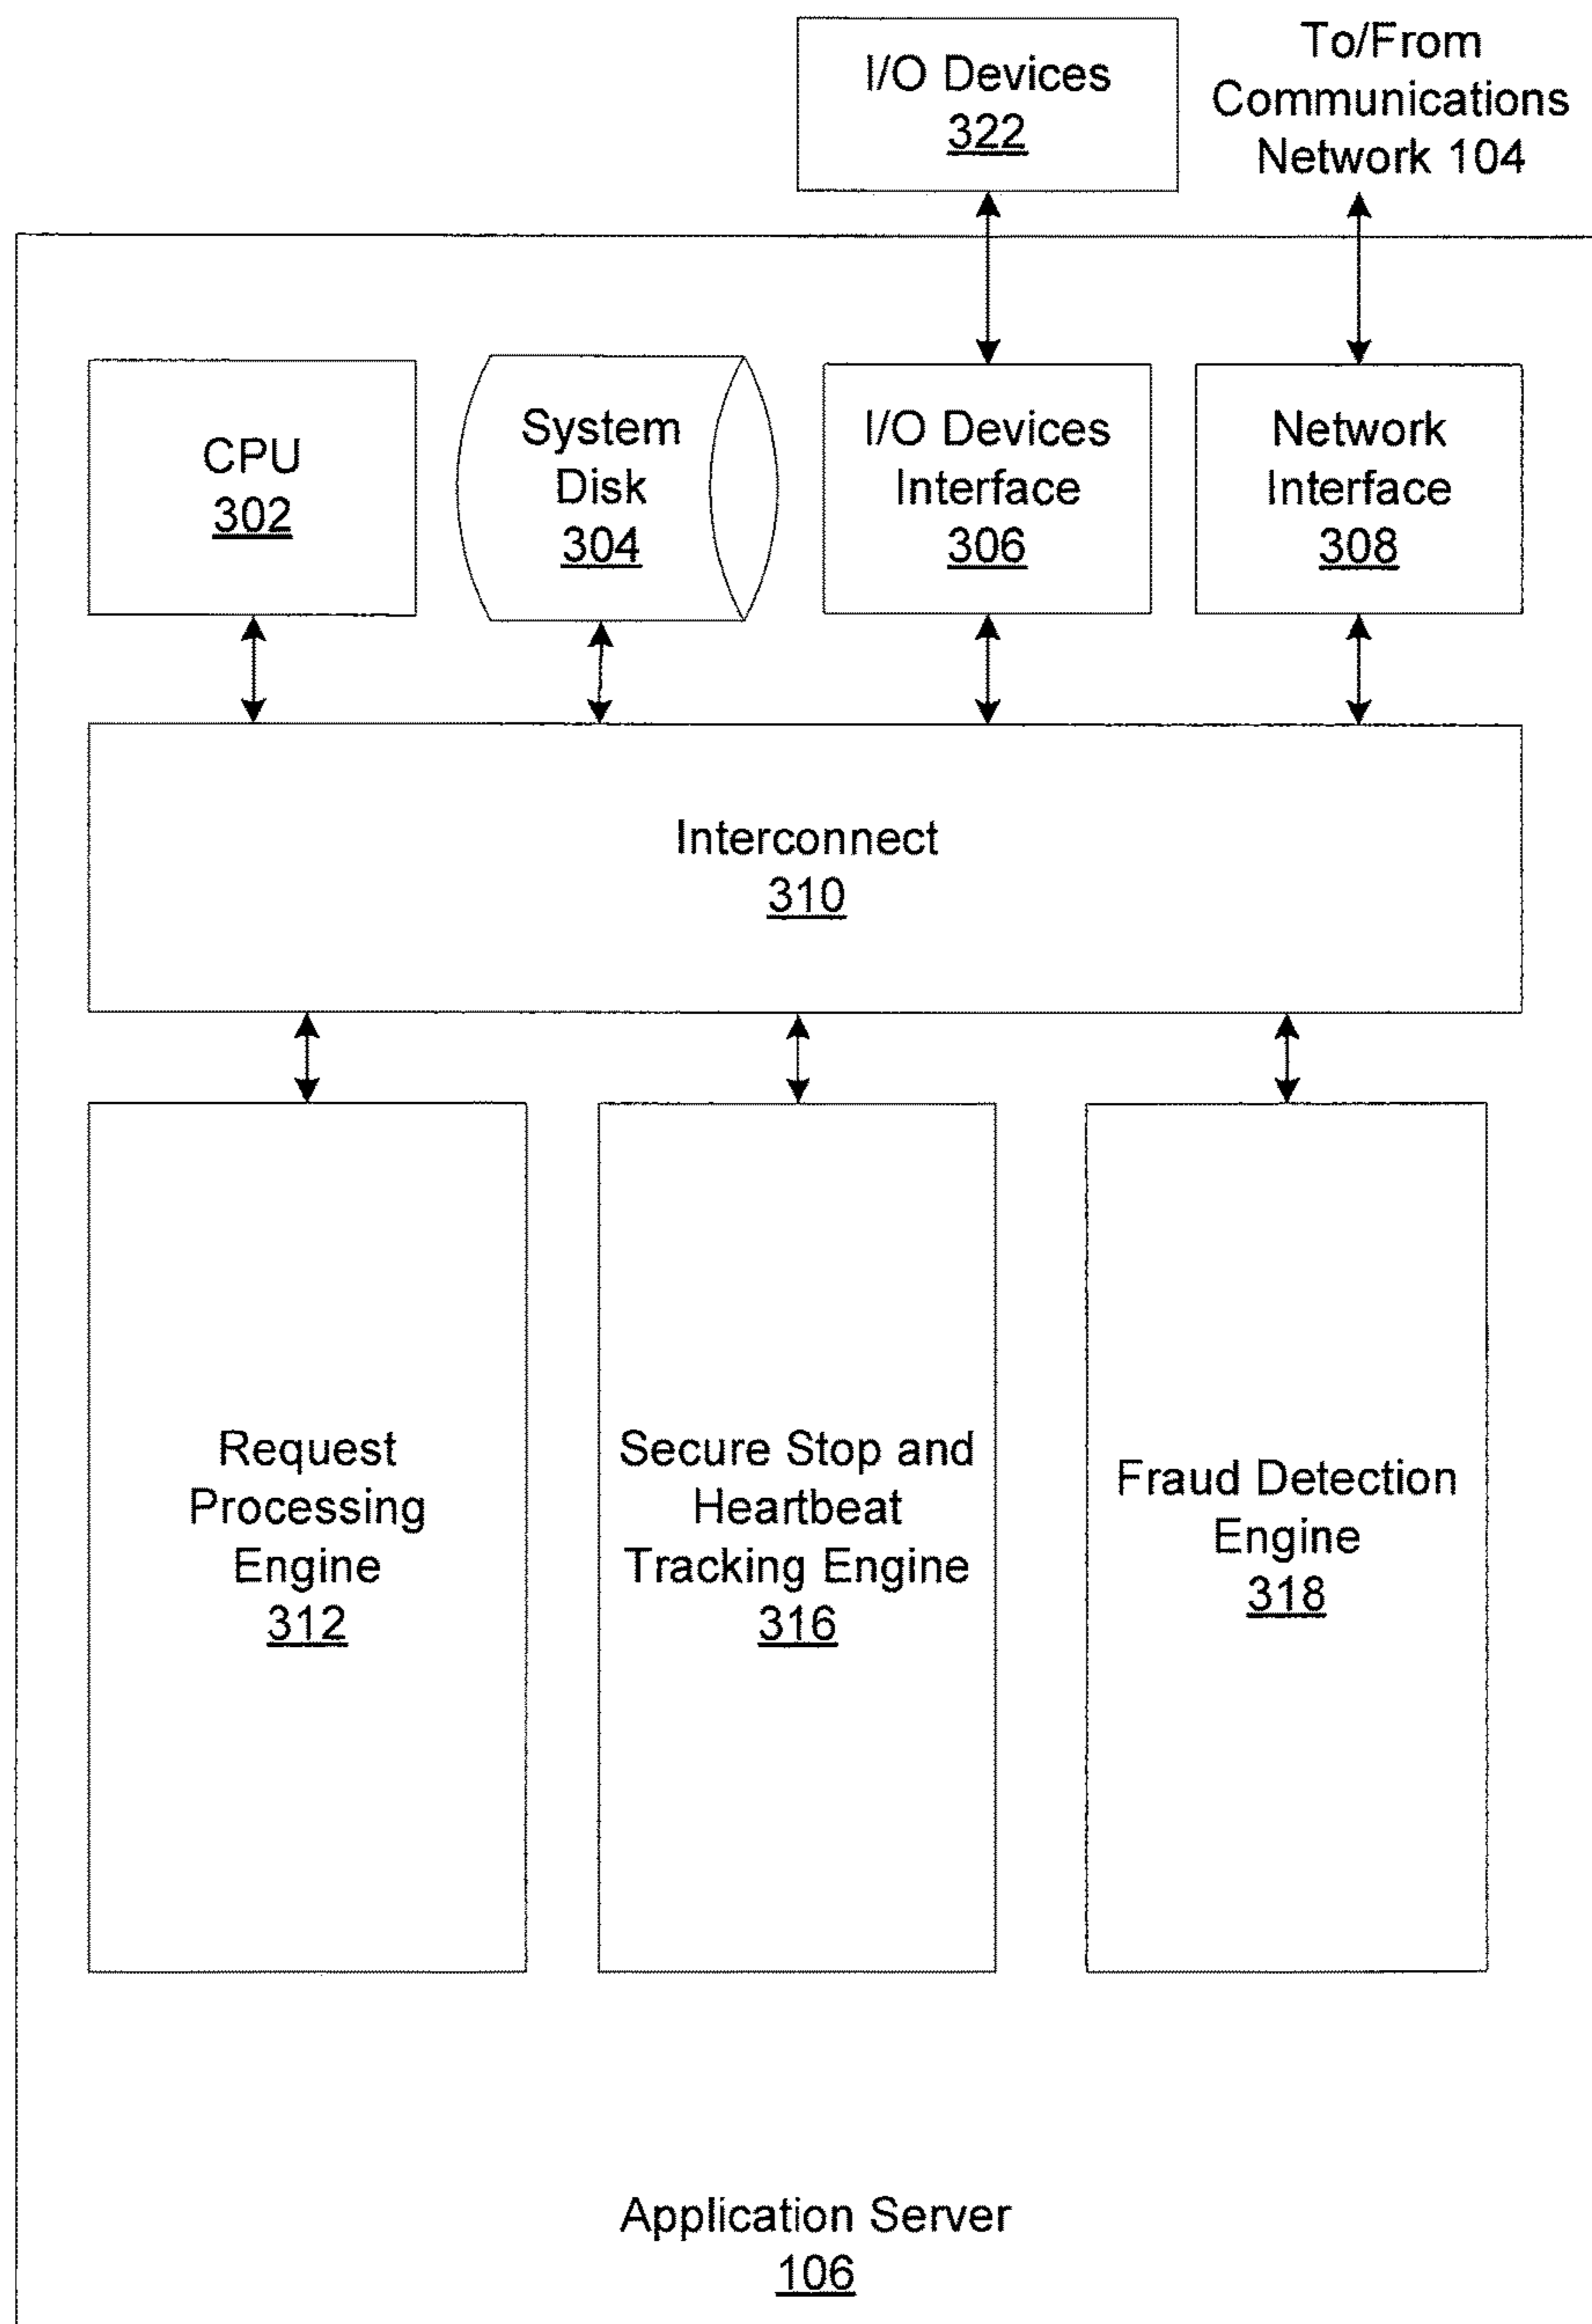 I/O Devices
322
To/From
Communications
Network 104
CPU
302
System
Disk
304
I/O Devices
Interface
306
Network
Interface
308
Interconnect
310
Request
Processing
Engine
312
Secure Stop and
Heartbeat
Tracking Engine
316
Fraud Detection
Engine
318
Application Server
106